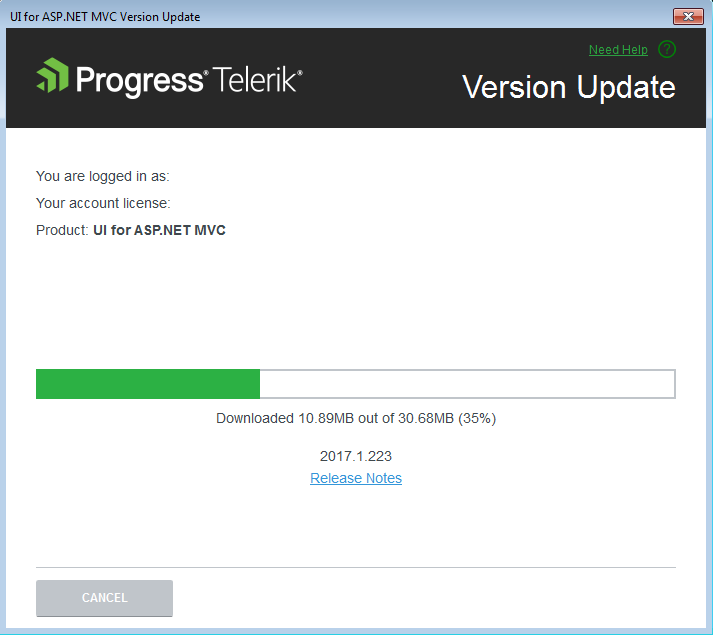 UI for ASP.NET MVC Version Update
Need Help ?
Progress® Telerik®
Version Update
You are logged in as:
Your account license:
Product: UI for ASP.NET MVC
Downloaded 10.89MB out of 30.68MB (35%)
2017.1.223
Release Notes
CANCEL